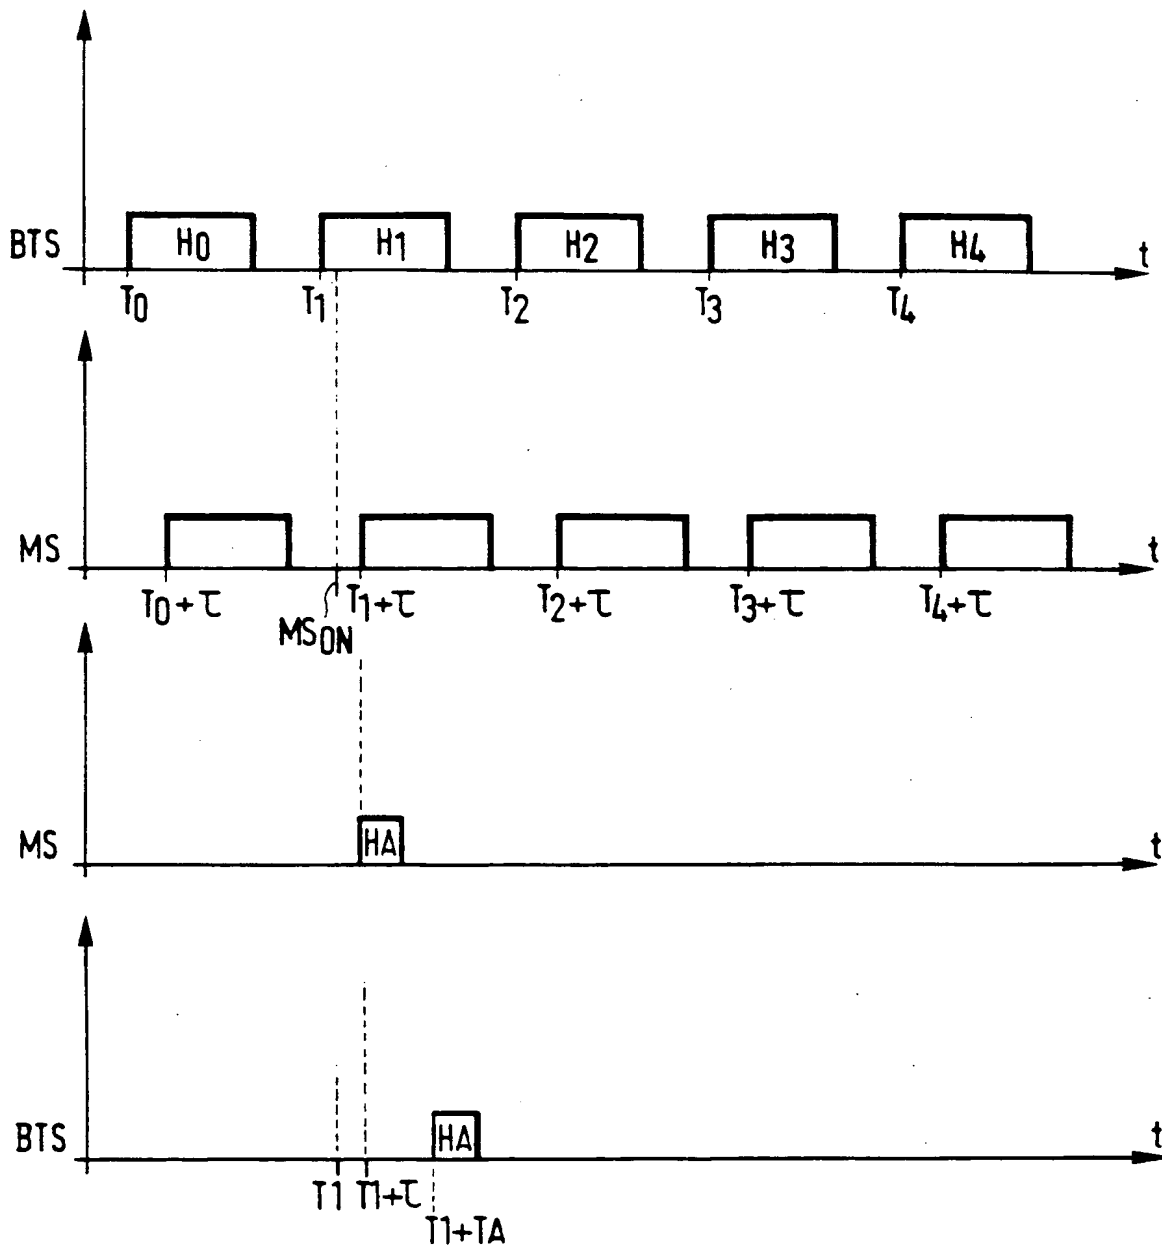 H0 H1 H2 H3 H4
BTS t
T0 T1 T2 T3 T4
MS t
T0+τ T1+τ T2+τ T3+τ T4+τ
MSON
HA
MS t
HA
BTS t
T1 T1+τ
T1+TA